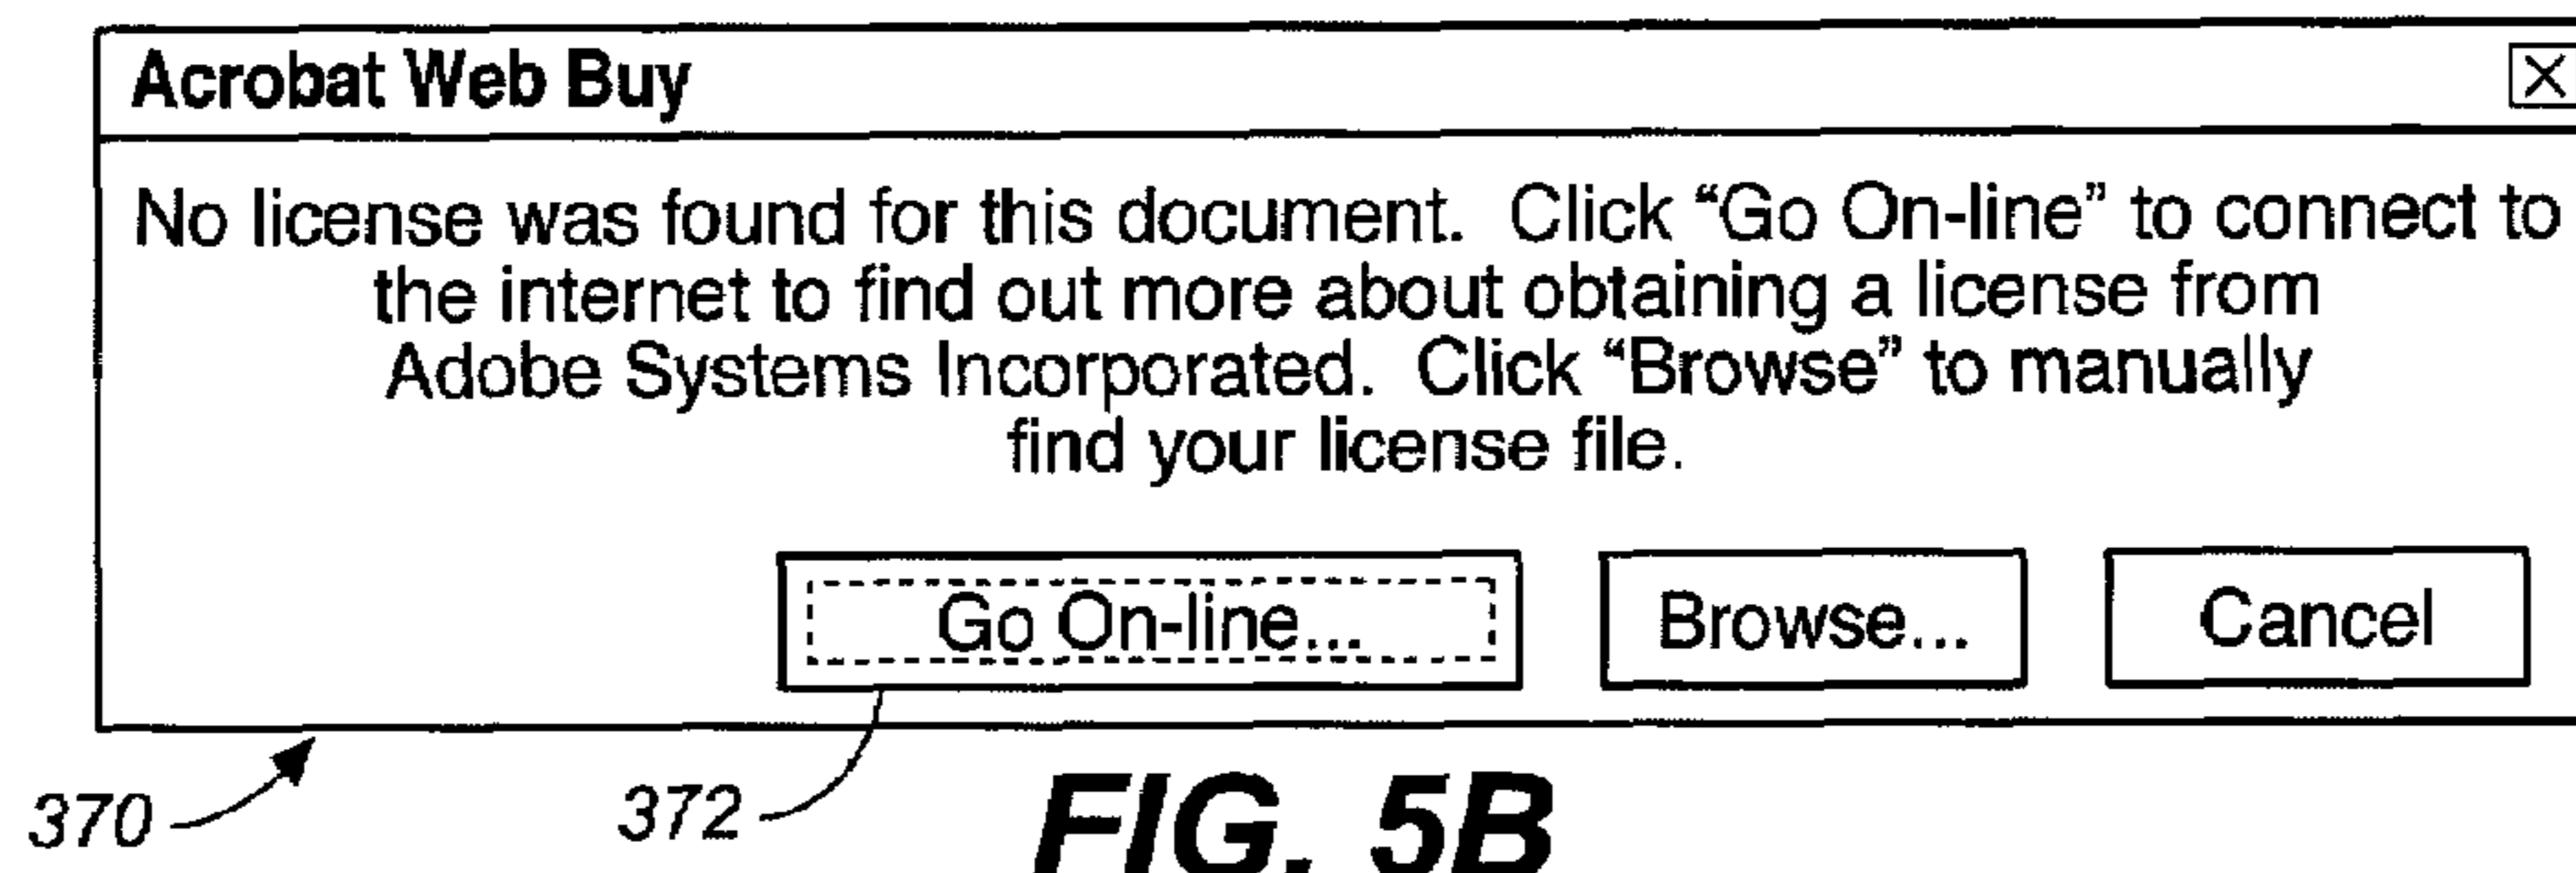 Acrobat Web Buy
No license was found for this document. Click “Go On-line” to connect to
the internet to find out more about obtaining a license from
Adobe Systems Incorporated. Click “Browse” to manually
find your license file.
Go On-line... Browse... Cancel
370 372
FIG. 5B